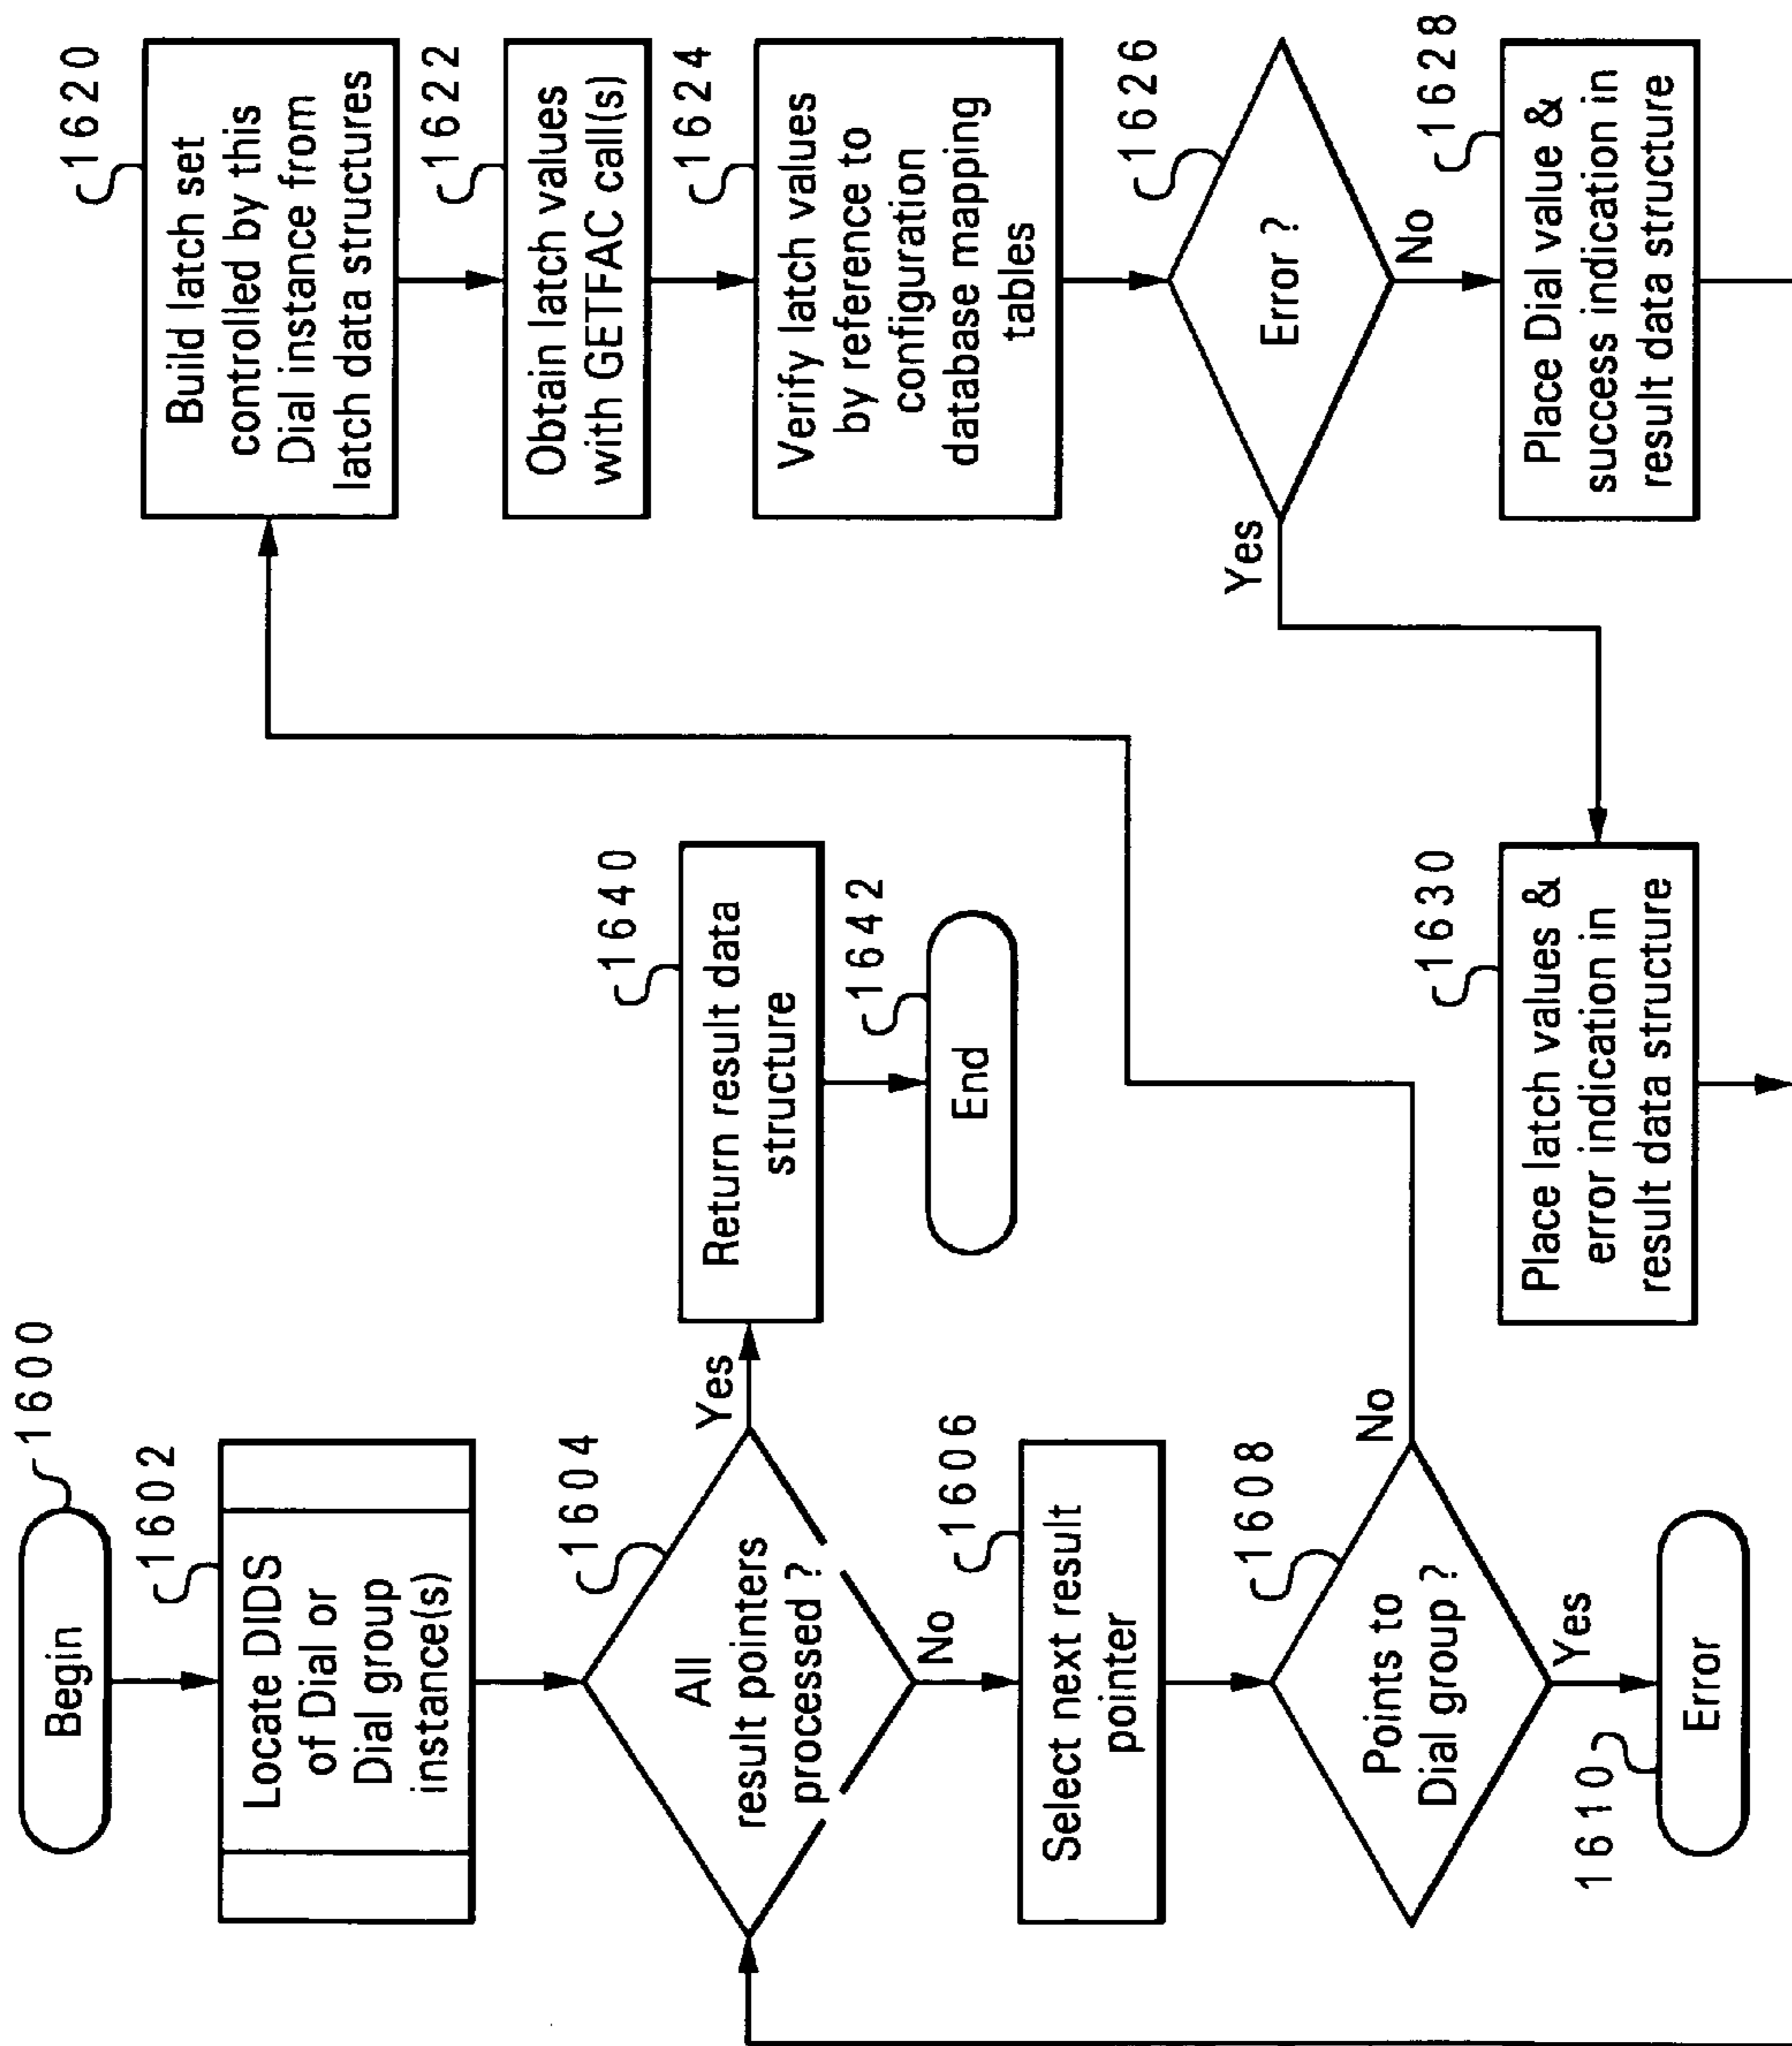 Begin
1600
1602
Locate DIDS
of Dial or
Dial group
instance(s)
1604
All
result pointers
processed ?
Yes
No
1606
Select next result
pointer
1608
Points to
Dial group ?
No
Yes
1610
Error
1640
Return result data
structure
1642
End
1620
Build latch set
controlled by this
Dial instance from
latch data structures
1622
Obtain latch values
with GETFAC call(s)
1624
Verify latch values
by reference to
configuration
database mapping
tables
1626
Error ?
Yes
No
1628
Place Dial value &
success indication in
result data structure
1630
Place latch values &
error indication in
result data structure